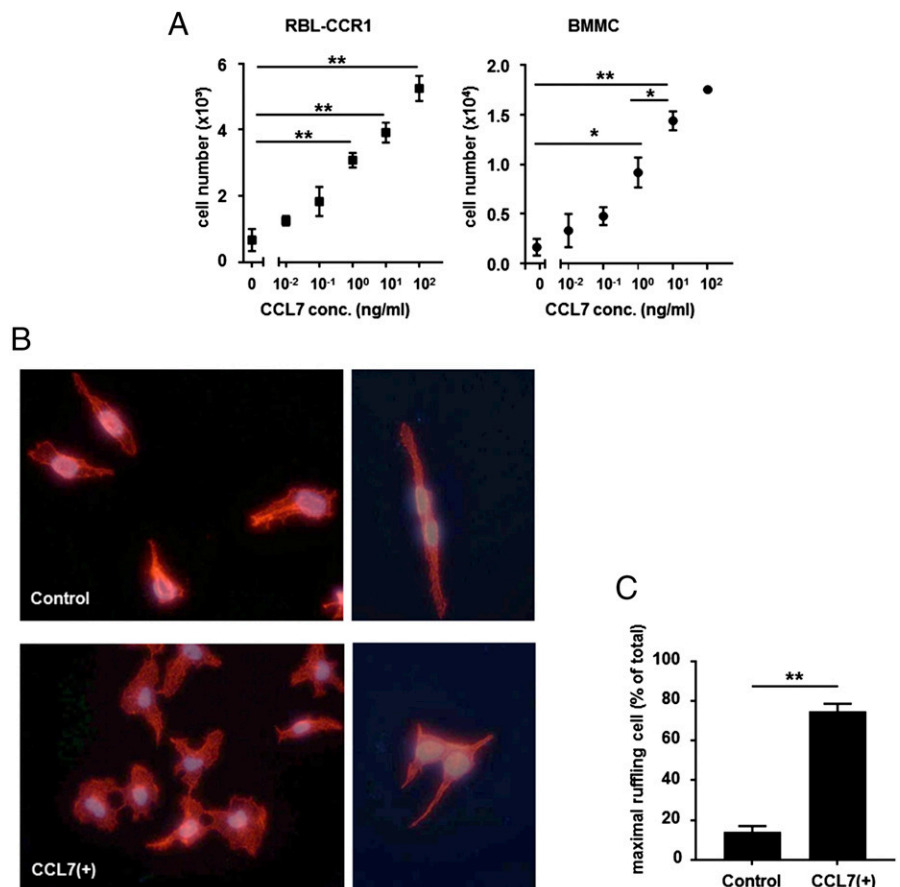 A
RBL-CCR1
BMMC
cell number (x10³)
6
4
2
0
**
**
**
0 10⁻² 10⁻¹ 10⁰ 10¹ 10²
CCL7 conc. (ng/ml)
cell number (x10⁴)
2.0
1.5
1.0
0.5
0.0
**
*
*
0 10⁻² 10⁻¹ 10⁰ 10¹ 10²
CCL7 conc. (ng/ml)
B
Control
CCL7(+)
C
maximal ruffling cell (% of total)
100
80
60
40
20
0
**
Control CCL7(+)